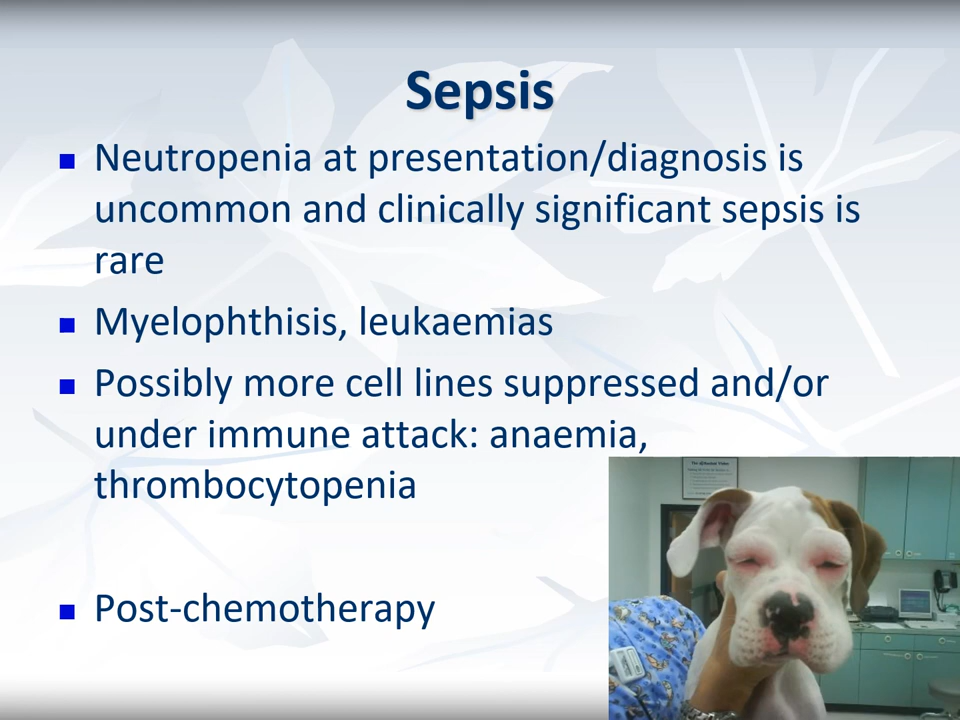 Sepsis
Neutropenia at presentation/diagnosis is
uncommon and clinically significant sepsis is
rare
Myelophthisis, leukaemias
Possibly more cell lines suppressed and/or
under immune attack: anaemia,
thrombocytopenia
Post-chemotherapy